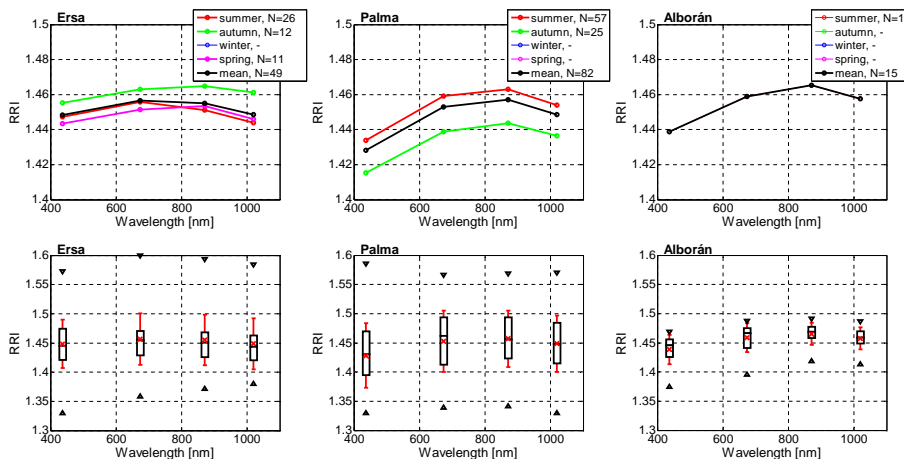 Ersa
summer, N=26
autumn, N=12
winter, -
spring, N=11
mean, N=49
1.5
1.48
1.46
1.44
1.42
1.4
RRI
400 600 800 1000
Wavelength [nm]
Palma
summer, N=57
autumn, N=25
winter, -
spring, -
mean, N=82
1.5
1.48
1.46
1.44
1.42
1.4
RRI
400 600 800 1000
Wavelength [nm]
Alborán
summer, N=1
autumn, -
winter, -
spring, -
mean, N=15
1.5
1.48
1.46
1.44
1.42
1.4
RRI
400 600 800 1000
Wavelength [nm]
Ersa
1.6
1.55
1.5
1.45
1.4
1.35
1.3
RRI
400 600 800 1000
Wavelength [nm]
Palma
1.6
1.55
1.5
1.45
1.4
1.35
1.3
RRI
400 600 800 1000
Wavelength [nm]
Alborán
1.6
1.55
1.5
1.45
1.4
1.35
1.3
RRI
400 600 800 1000
Wavelength [nm]